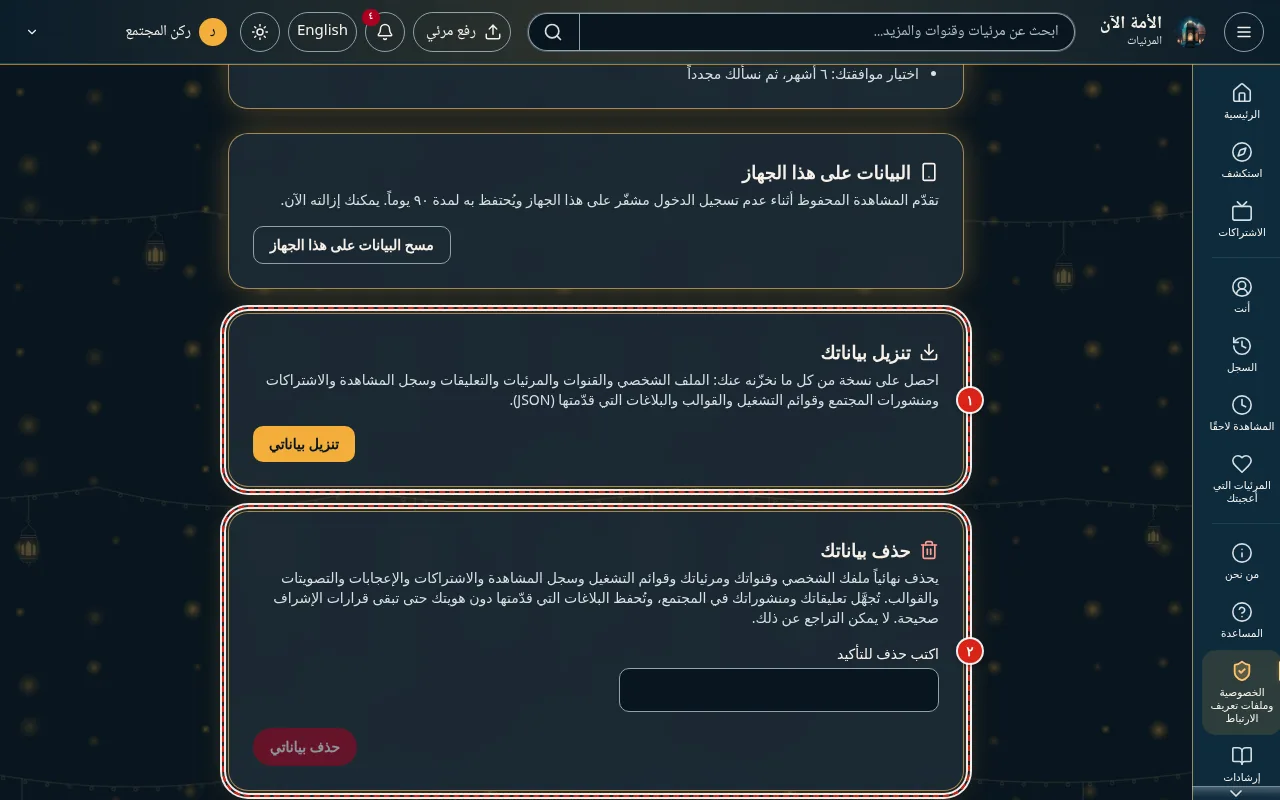 الأمة الآن
المرئيات
ابحث عن مرئيات وقنوات والمزيد...
رفع مرئي
٤
English
د
ركن المجتمع
الرئيسية
استكشف
الاشتراكات
أنت
السجل
المشاهدة لاحقًا
المرئيات التي
أعجبتك
من نحن
المساعدة
الخصوصية
وملفات تعريف
الارتباط
إرشادات
اختيار موافقتك: ٦ أشهر، ثم نسألك مجدداً
البيانات على هذا الجهاز
تقدّم المشاهدة المحفوظ أثناء عدم تسجيل الدخول مشفّر على هذا الجهاز ويُحتفظ به لمدة ٩٠ يوماً. يمكنك إزالته الآن.
مسح البيانات على هذا الجهاز
تنزيل بياناتك
احصل على نسخة من كل ما نخزّنه عنك: الملف الشخصي والقنوات والمرئيات والتعليقات وسجل المشاهدة والاشتراكات
ومنشورات المجتمع وقوائم التشغيل والقوالب والبلاغات التي قدّمتها (JSON).
١
تنزيل بياناتي
حذف بياناتك
يحذف نهائياً ملفك الشخصي وقنواتك ومرئياتك وقوائم التشغيل وسجل المشاهدة والاشتراكات والإعجابات والتصويتات
والقوالب. تُجهَّل تعليقاتك ومنشوراتك في المجتمع، وتُحفظ البلاغات التي قدّمتها دون هويتك حتى تبقى قرارات الإشراف
صحيحة. لا يمكن التراجع عن ذلك.
٢
اكتب حذف للتأكيد
حذف بياناتي